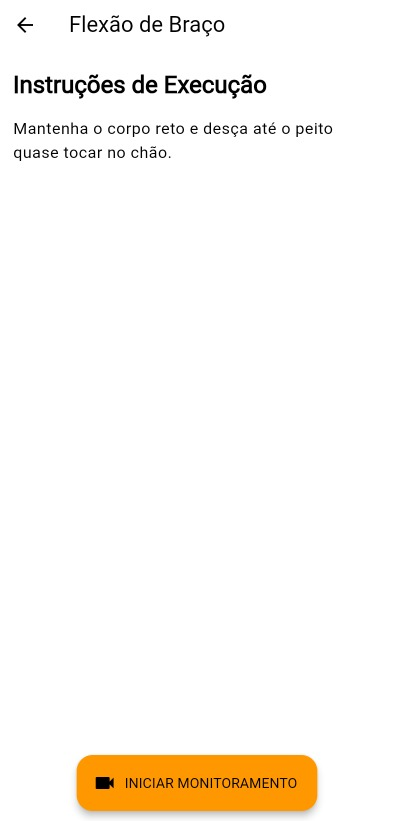 Flexão de Braço
Instruções de Execução
Mantenha o corpo reto e desça até o peito
quase tocar no chão.
INICIAR MONITORAMENTO